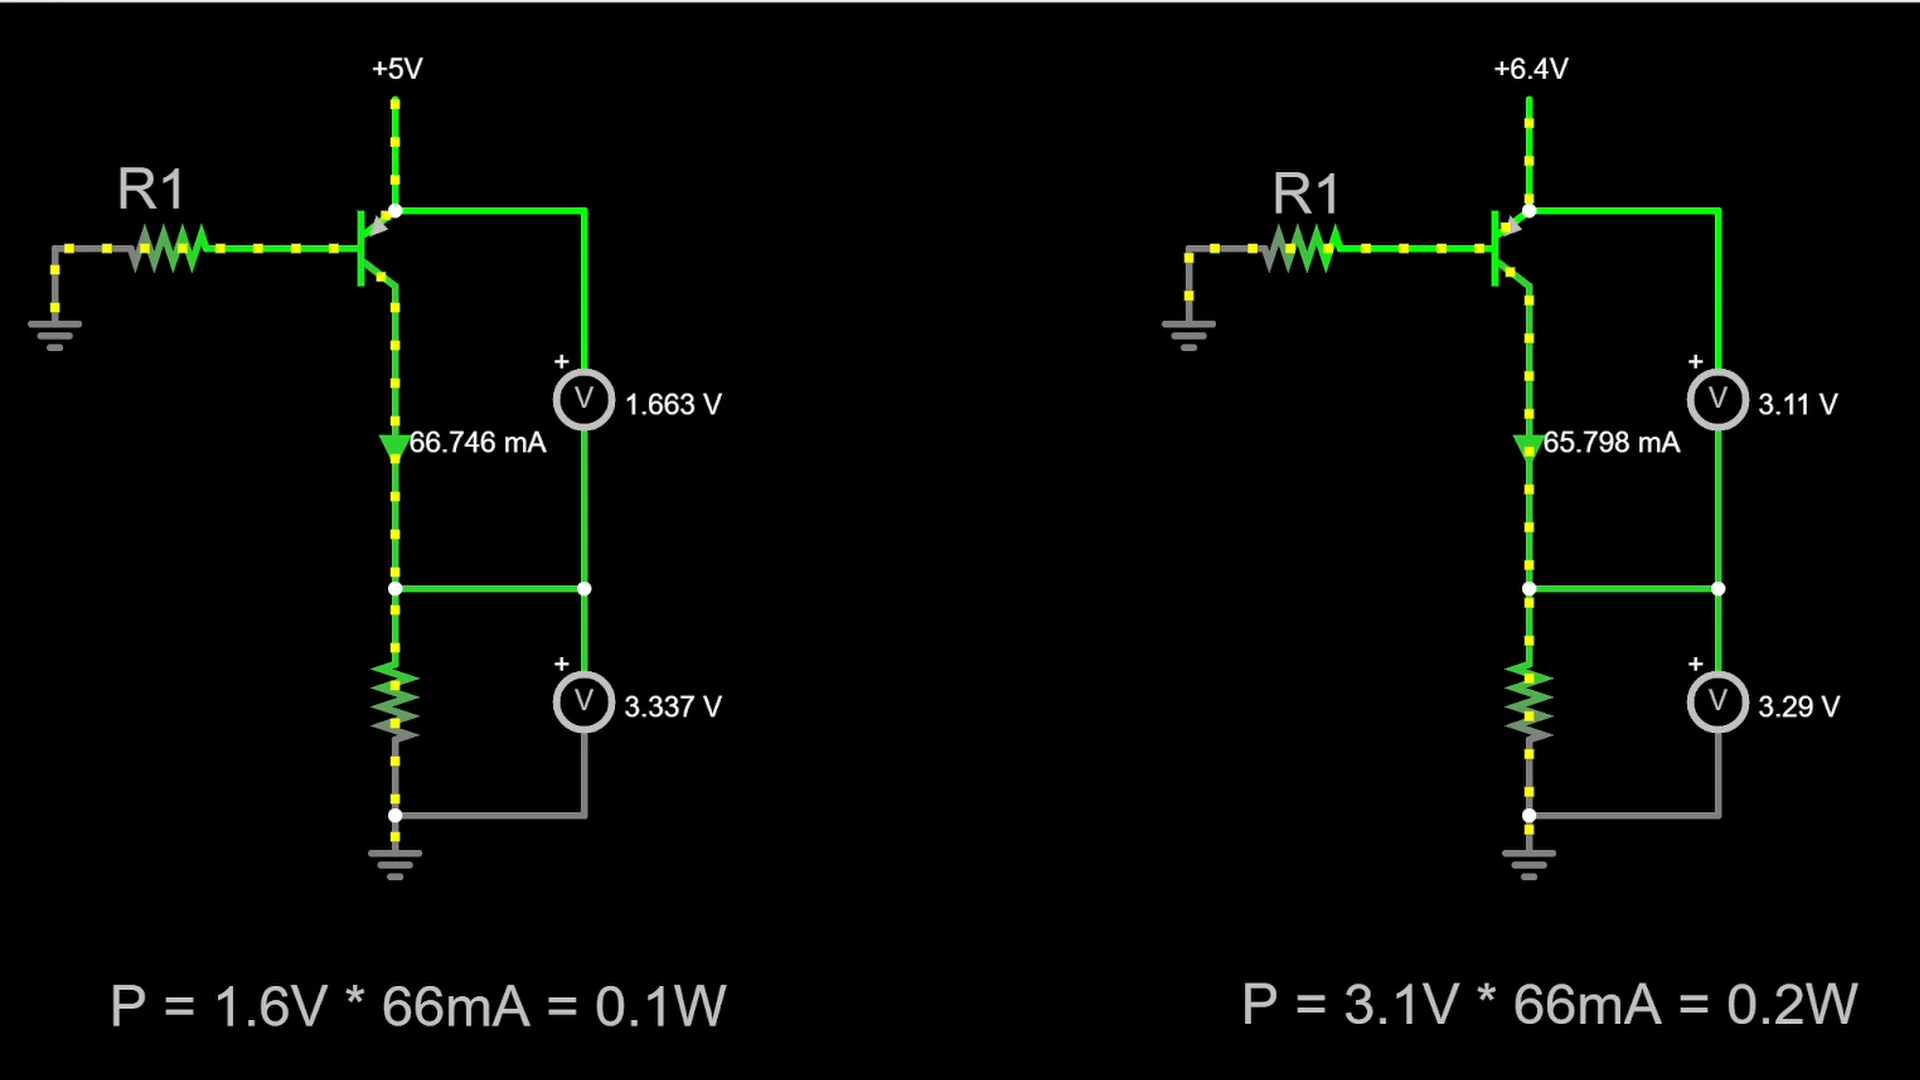 +5V
R1
+
V
1.663 V
66.746 mA
+
V
3.337 V
P = 1.6V * 66mA = 0.1W
+6.4V
R1
+
V
3.11 V
65.798 mA
+
V
3.29 V
P = 3.1V * 66mA = 0.2W